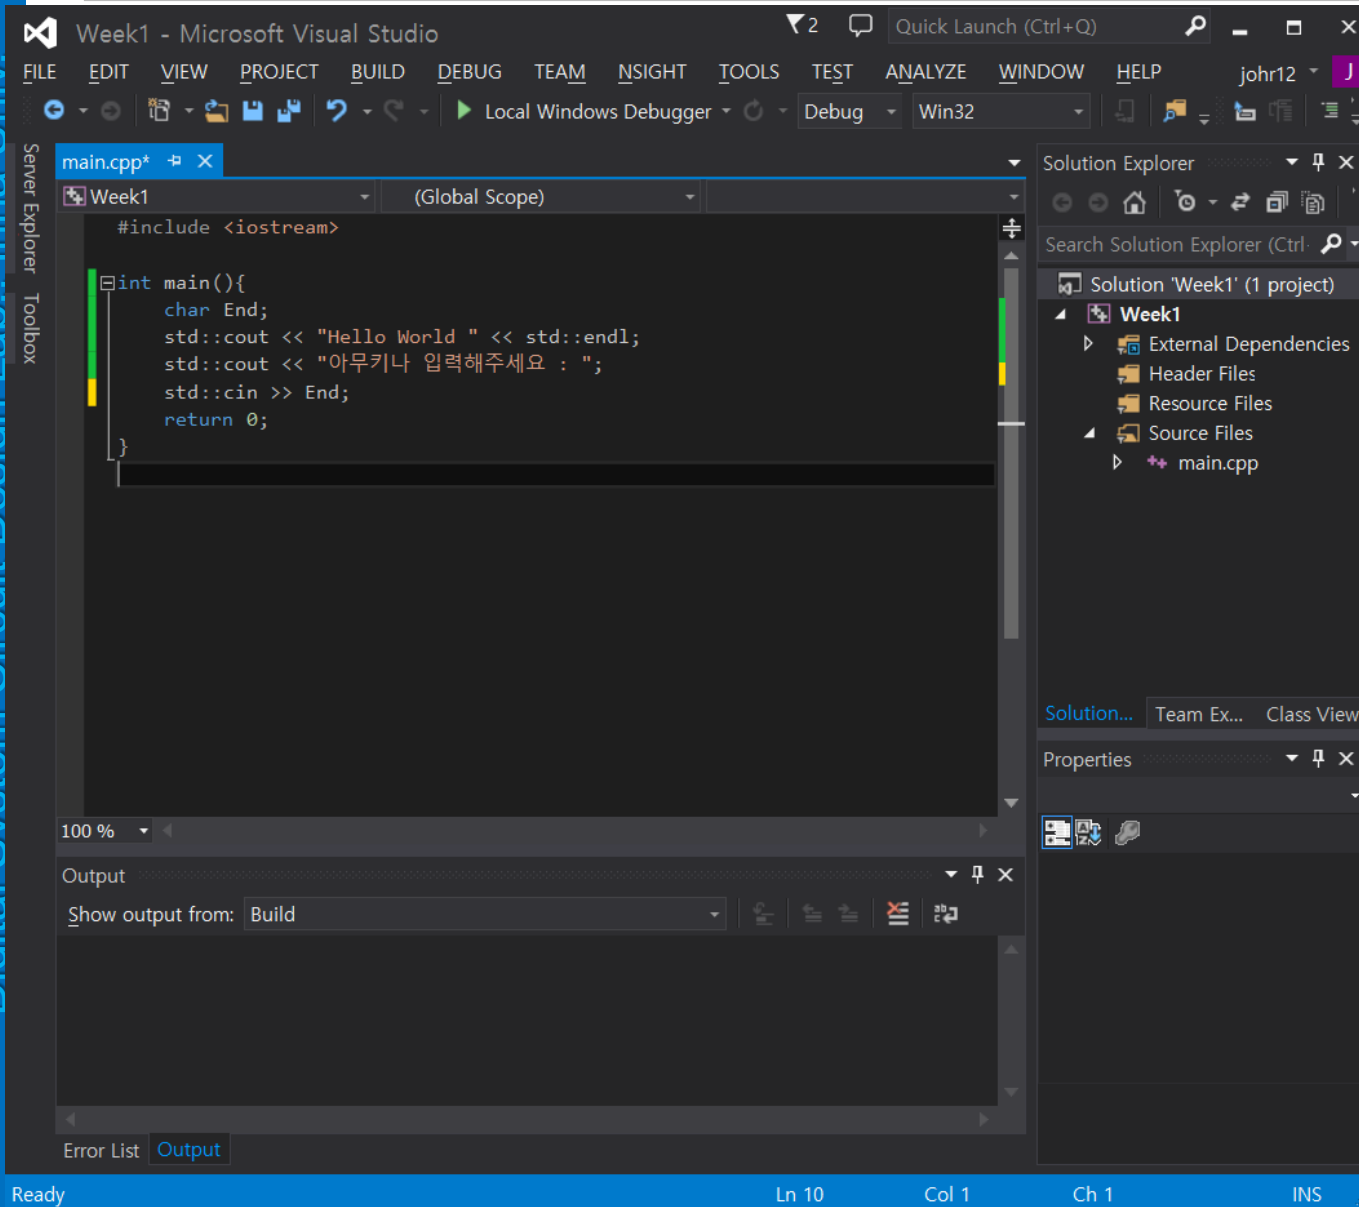 Week1 - Microsoft Visual Studio
2
Quick Launch (Ctrl+Q)
FILE EDIT VIEW PROJECT BUILD DEBUG TEAM NSIGHT TOOLS TEST ANALYZE WINDOW HELP johr12 J
Local Windows Debugger Debug Win32
Server Explorer
Toolbox
main.cpp*
Week1 (Global Scope)
#include <iostream>
int main(){
char End;
std::cout << "Hello World " << std::endl;
std::cout << "아무키나 입력해주세요 : ";
std::cin >> End;
return 0;
}
100 %
Output
Show output from: Build
Error List Output
Solution Explorer
Search Solution Explorer (Ctrl
Solution 'Week1' (1 project)
Week1
External Dependencies
Header Files
Resource Files
Source Files
main.cpp
Solution... Team Ex... Class View
Properties
Ready Ln 10 Col 1 Ch 1 INS